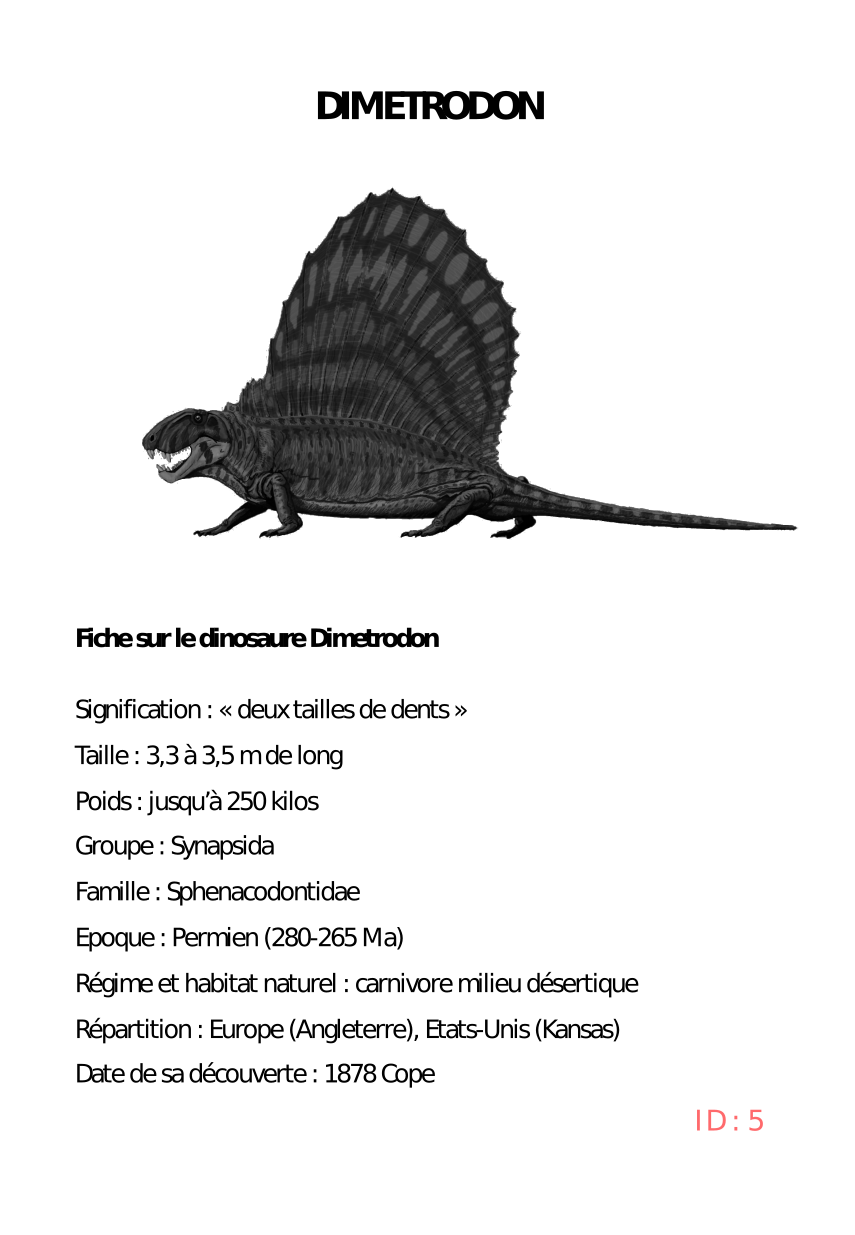 DIMETRODON
Fiche sur le dinosaure Dimetrodon
Signification : « deux tailles de dents »
Taille : 3,3 à 3,5 m de long
Poids : jusqu’à 250 kilos
Groupe : Synapsida
Famille : Sphenacodontidae
Epoque : Permien (280-265 Ma)
Régime et habitat naturel : carnivore milieu désertique
Répartition : Europe (Angleterre), Etats-Unis (Kansas)
Date de sa découverte : 1878 Cope
ID : 5